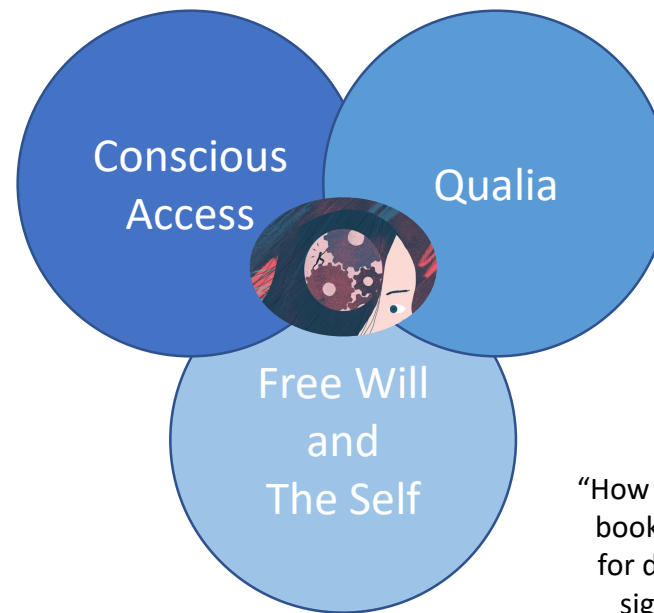 Conscious
Access
Qualia
Free Will
and
The Self
“How
book
for d
sig